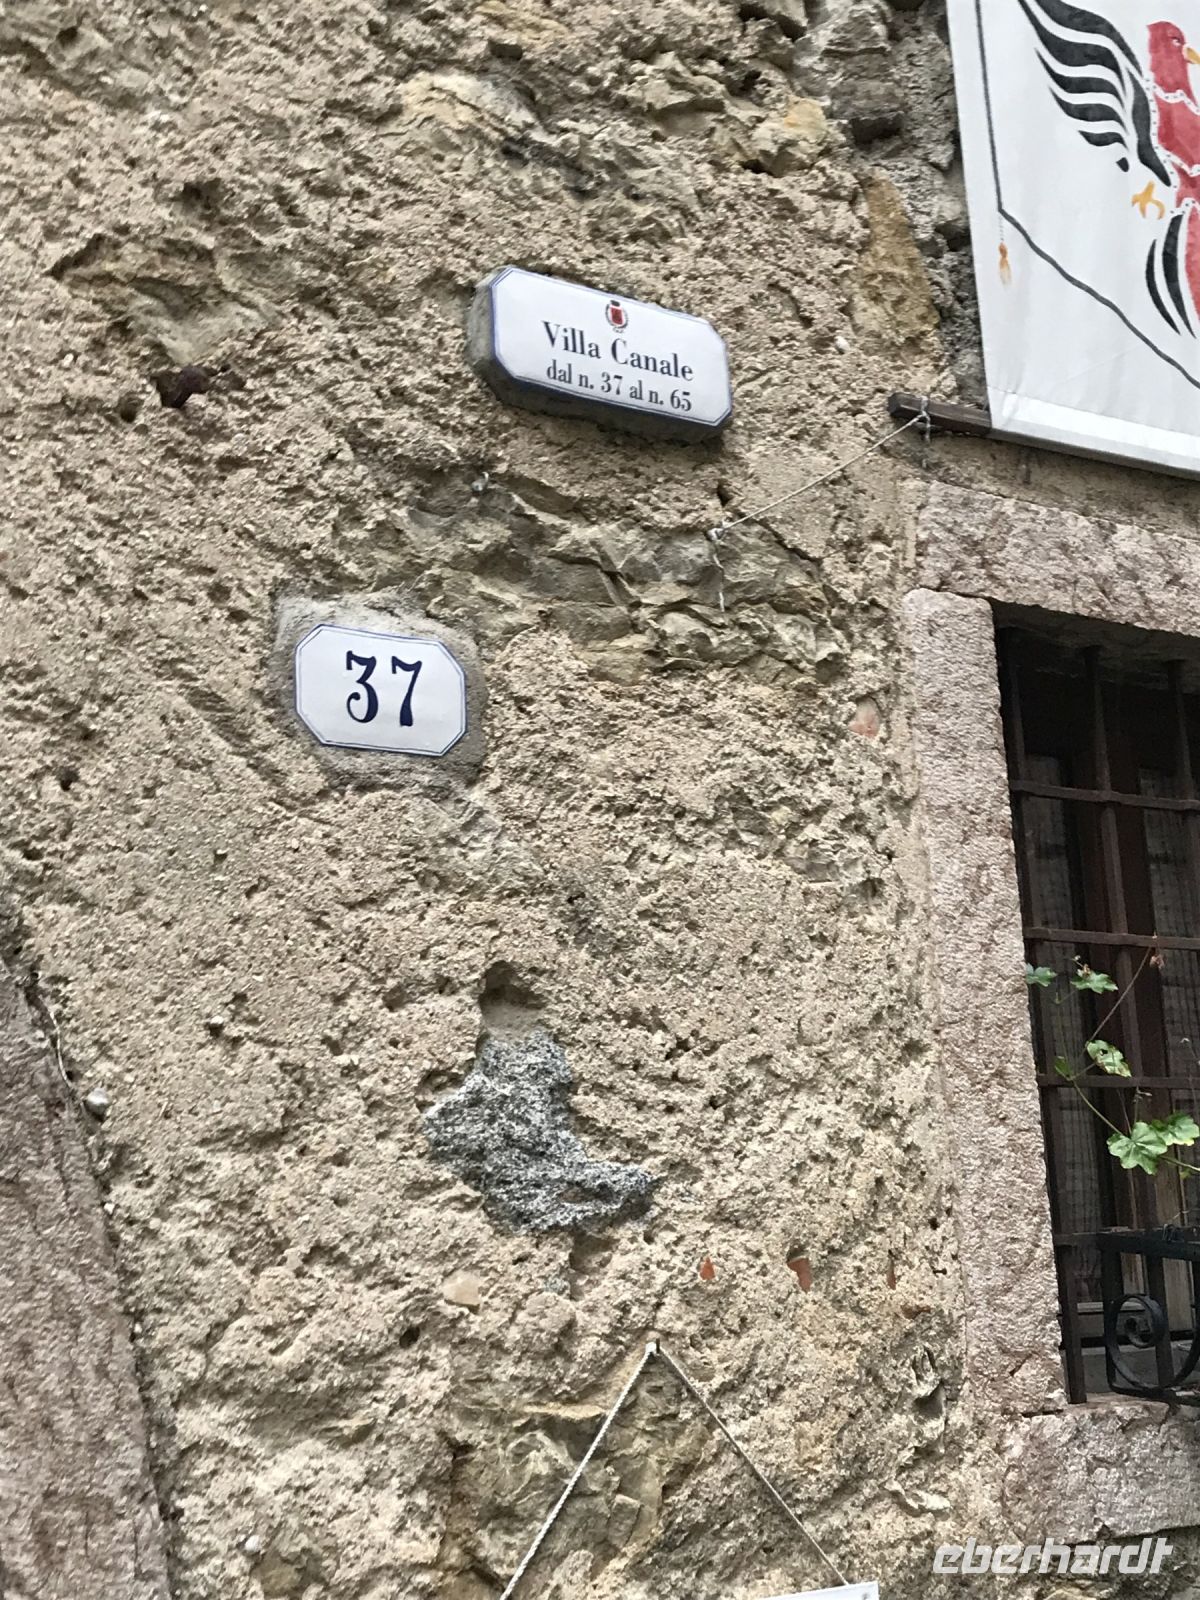 Villa Canale
dal n. 37 al n. 65
37
eberhardt